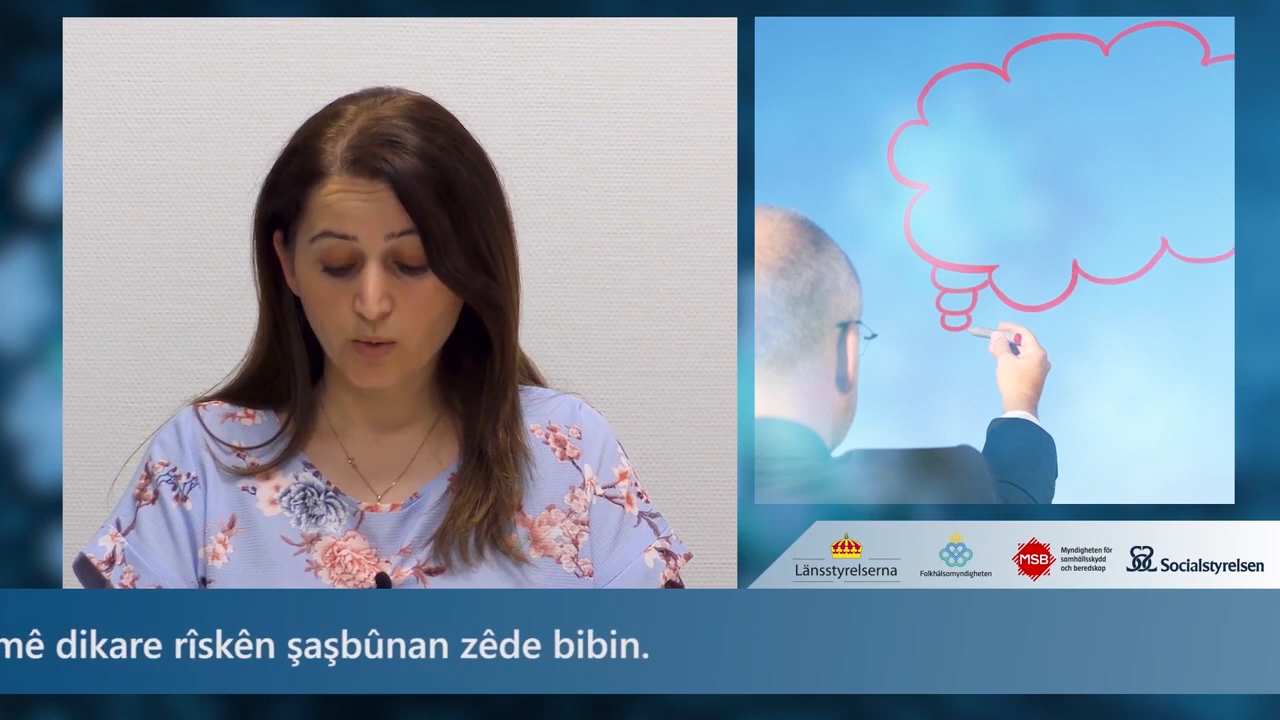 Länsstyrelserna
Folkhälsomyndigheten
MSB
Myndigheten för
samhällsskydd
och beredskap
Socialstyrelsen
mê dikare rîskên şaşbûnan zêde bibin.